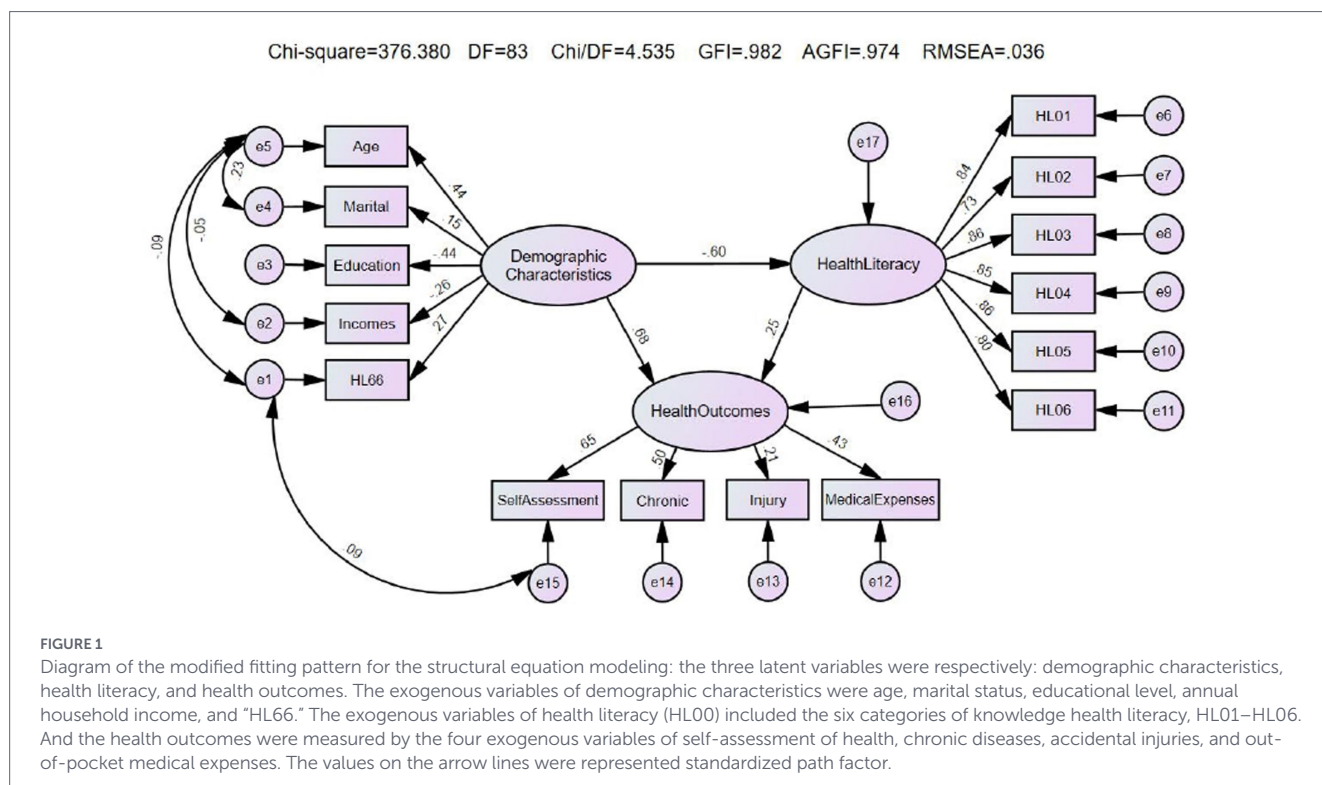 Chi-square=376.380 DF=83 Chi/DF=4.535 GFI=.982 AGFI=.974 RMSEA=.036
e5
Age
e4
Marital
e3
Education
e2
Incomes
e1
HL66
.23
-.05
-.09
.44
.15
-.44
-.26
.27
Demographic
Characteristics
-.60
.68
.25
e17
HealthLiteracy
.84
.73
.86
.85
.86
.80
HL01
e6
HL02
e7
HL03
e8
HL04
e9
HL05
e10
HL06
e11
HealthOutcomes
e16
.65
.50
.21
.43
SelfAssessment
Chronic
Injury
MedicalExpenses
.09
e15
e14
e13
e12
FIGURE 1
Diagram of the modified fitting pattern for the structural equation modeling: the three latent variables were respectively: demographic characteristics,
health literacy, and health outcomes. The exogenous variables of demographic characteristics were age, marital status, educational level, annual
household income, and “HL66.” The exogenous variables of health literacy (HL00) included the six categories of knowledge health literacy, HL01–HL06.
And the health outcomes were measured by the four exogenous variables of self-assessment of health, chronic diseases, accidental injuries, and out-
of-pocket medical expenses. The values on the arrow lines were represented standardized path factor.